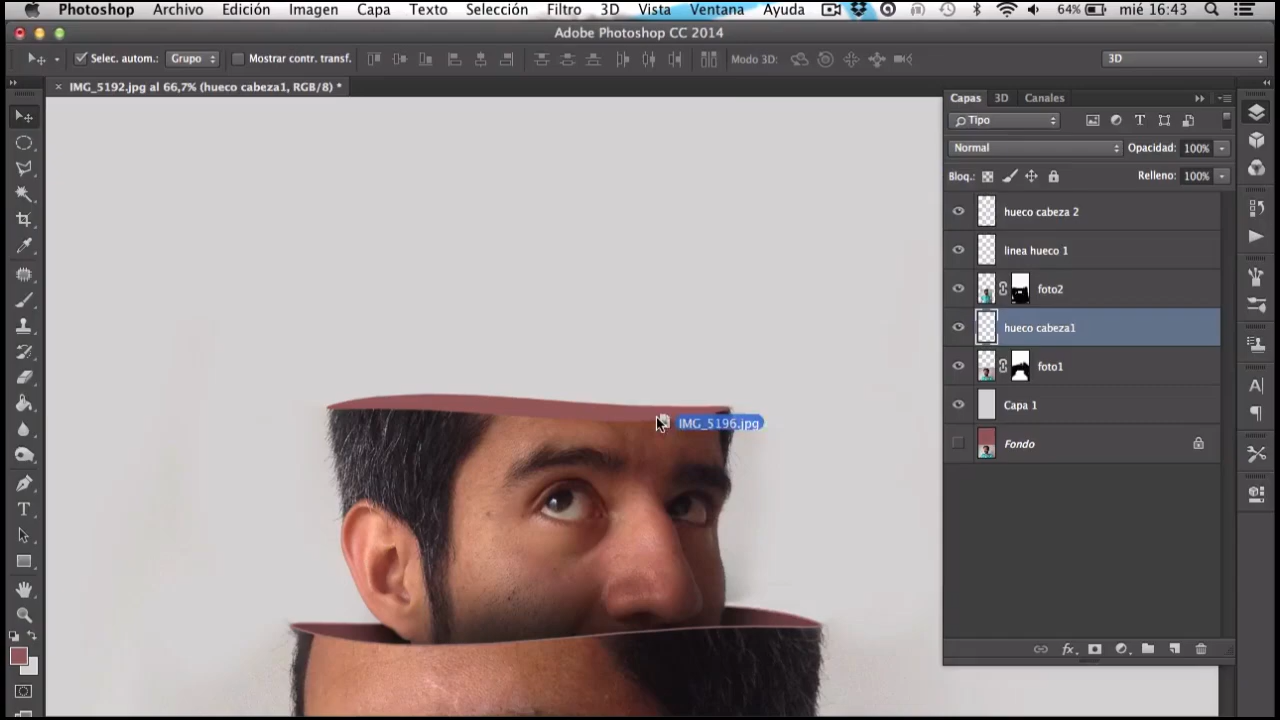 Photoshop Archivo Edición Imagen Capa Texto Selección Filtro 3D Vista Ventana Ayuda 64% mié 16:43
Adobe Photoshop CC 2014
Selec. autom.: Grupo Mostrar contr. transf. Modo 3D: 3D
× IMG_5192.jpg al 66,7% (hueco cabeza1, RGB/8) *
Capas 3D Canales
Tipo
Normal Opacidad: 100%
Bloq.: Relleno: 100%
hueco cabeza 2
linea hueco 1
foto2
hueco cabeza1
foto1
Capa 1
Fondo
IMG_5196.jpg